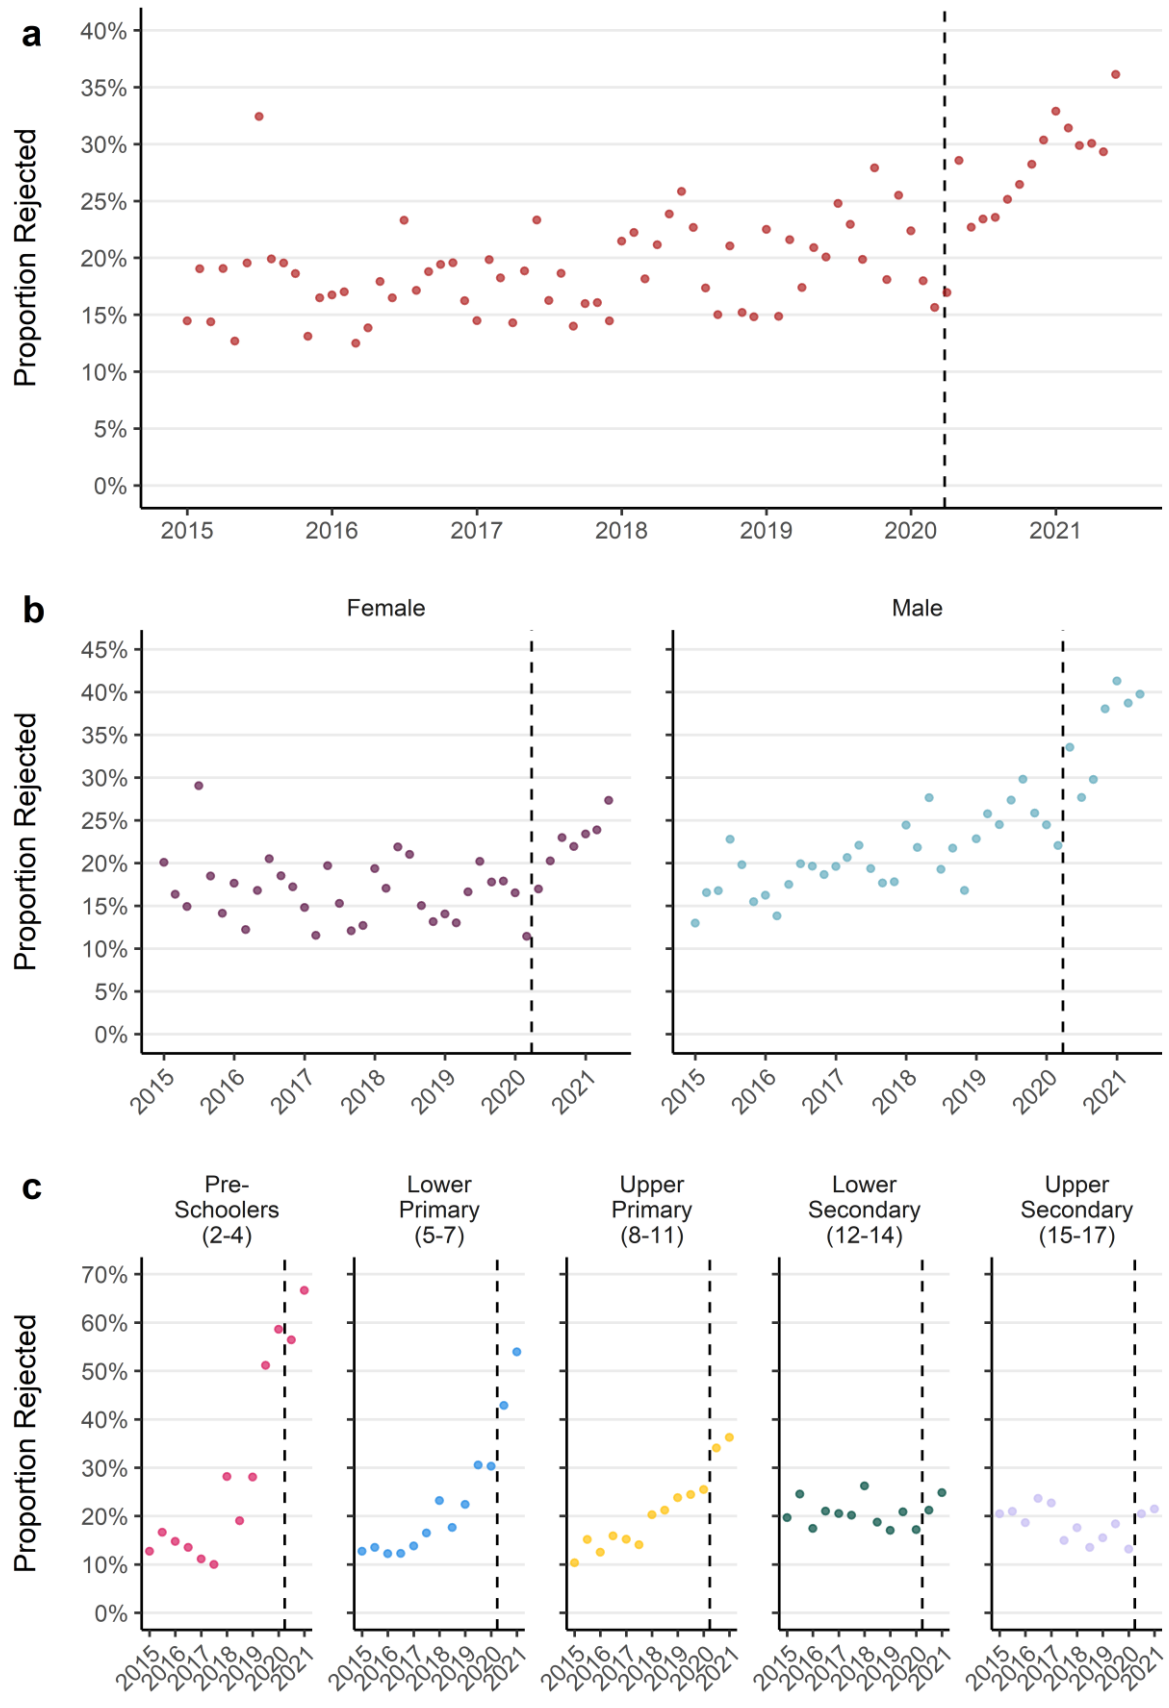 a
Proportion Rejected
40%
35%
30%
25%
20%
15%
10%
5%
0%
2015 2016 2017 2018 2019 2020 2021
b
Female Male
Proportion Rejected
45%
40%
35%
30%
25%
20%
15%
10%
5%
0%
2015 2016 2017 2018 2019 2020 2021 2015 2016 2017 2018 2019 2020 2021
c
Pre-
Schoolers
(2-4)
Lower
Primary
(5-7)
Upper
Primary
(8-11)
Lower
Secondary
(12-14)
Upper
Secondary
(15-17)
Proportion Rejected
70%
60%
50%
40%
30%
20%
10%
0%
2015 2016 2017 2018 2019 2020 2021 2015 2016 2017 2018 2019 2020 2021 2015 2016 2017 2018 2019 2020 2021 2015 2016 2017 2018 2019 2020 2021 2015 2016 2017 2018 2019 2020 2021